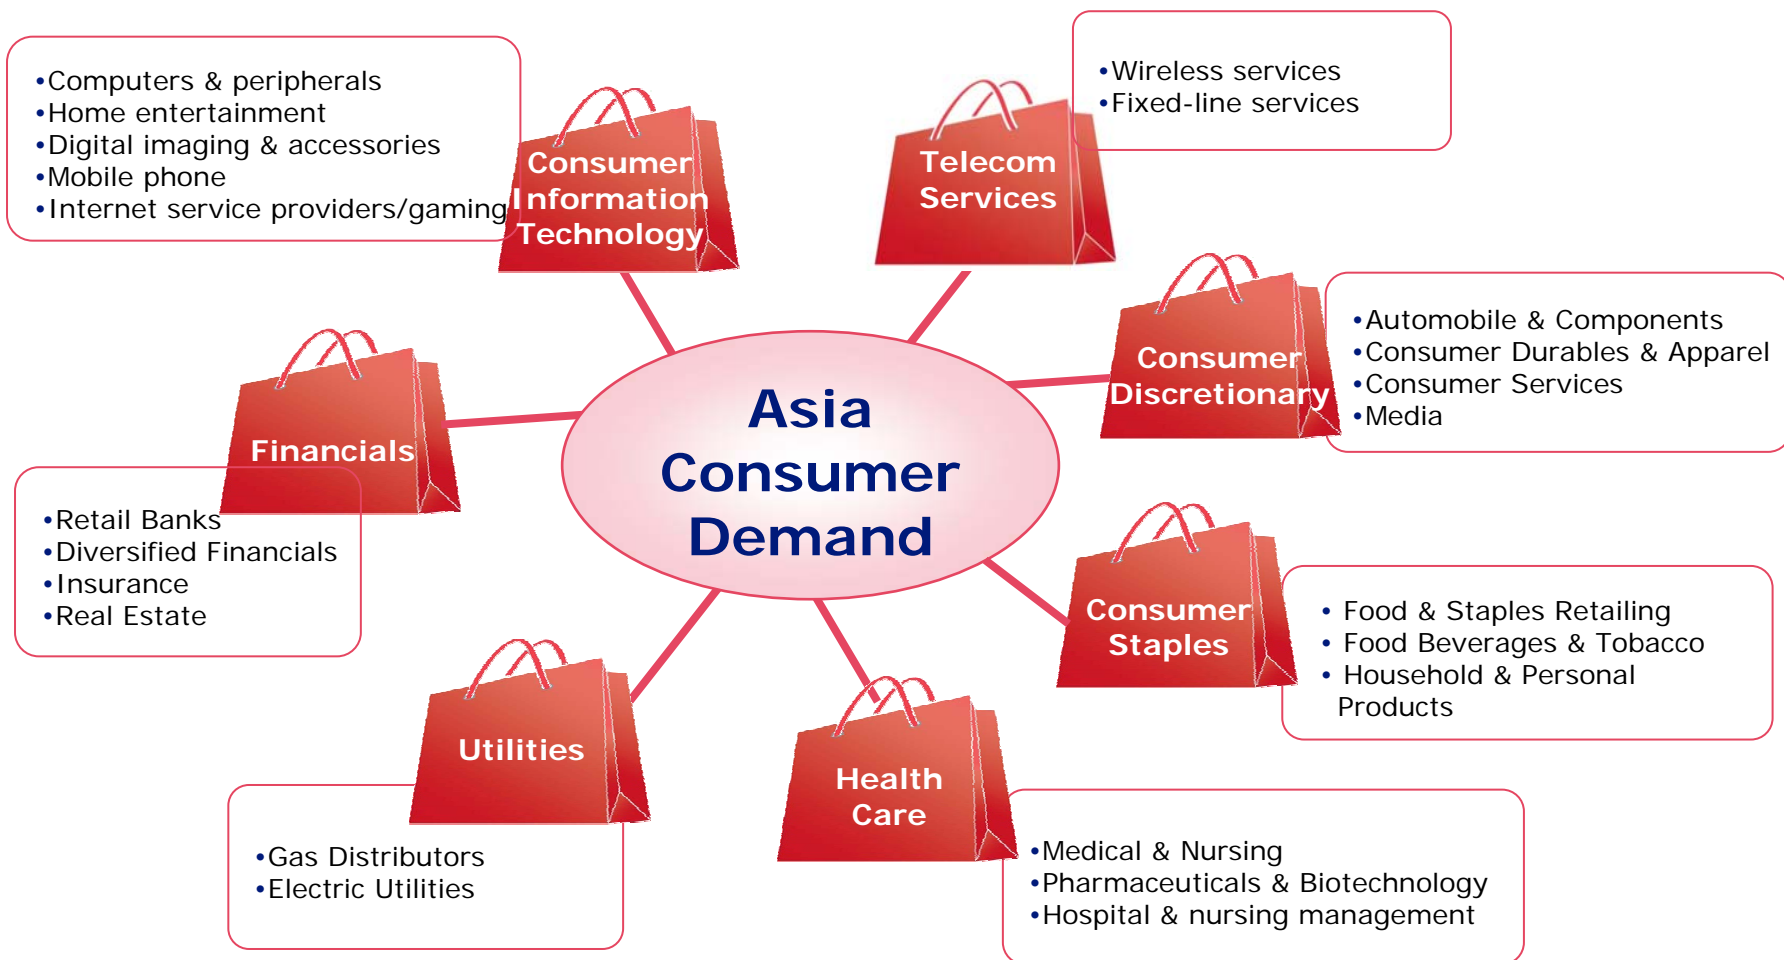 •Computers & peripherals
•Home entertainment
•Digital imaging & accessories
•Mobile phone
•Internet service providers/gaming
Consumer
Information
Technology
Telecom
Services
•Wireless services
•Fixed-line services
Consumer
Discretionary
•Automobile & Components
•Consumer Durables & Apparel
•Consumer Services
•Media
Financials
•Retail Banks
•Diversified Financials
•Insurance
•Real Estate
Asia
Consumer
Demand
Consumer
Staples
• Food & Staples Retailing
• Food Beverages & Tobacco
• Household & Personal
Products
Utilities
•Gas Distributors
•Electric Utilities
Health
Care
•Medical & Nursing
•Pharmaceuticals & Biotechnology
•Hospital & nursing management